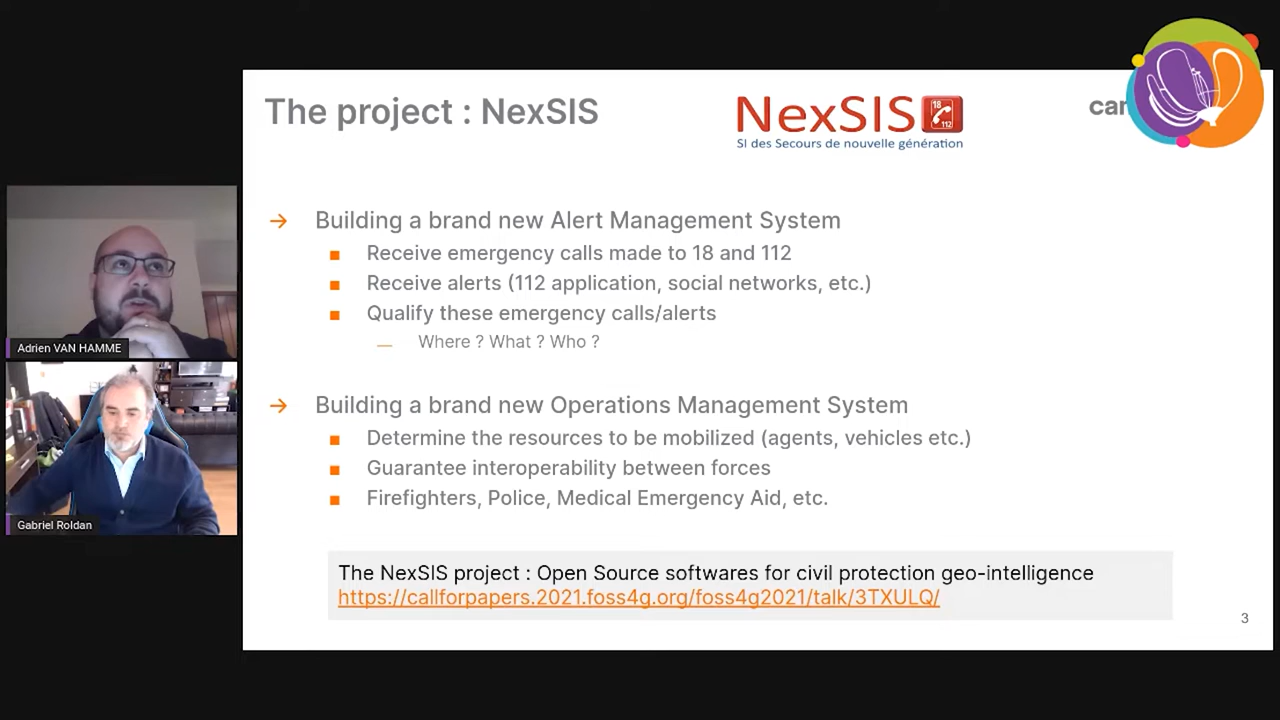 The project : NexSIS
NexSIS
18
112
SI des Secours de nouvelle génération
→ Building a brand new Alert Management System
■ Receive emergency calls made to 18 and 112
■ Receive alerts (112 application, social networks, etc.)
■ Qualify these emergency calls/alerts
— Where ? What ? Who ?
→ Building a brand new Operations Management System
■ Determine the resources to be mobilized (agents, vehicles etc.)
■ Guarantee interoperability between forces
■ Firefighters, Police, Medical Emergency Aid, etc.
The NexSIS project : Open Source softwares for civil protection geo-intelligence
https://callforpapers.2021.foss4g.org/foss4g2021/talk/3TXULQ/
3
Adrien VAN HAMME
Gabriel Roldan